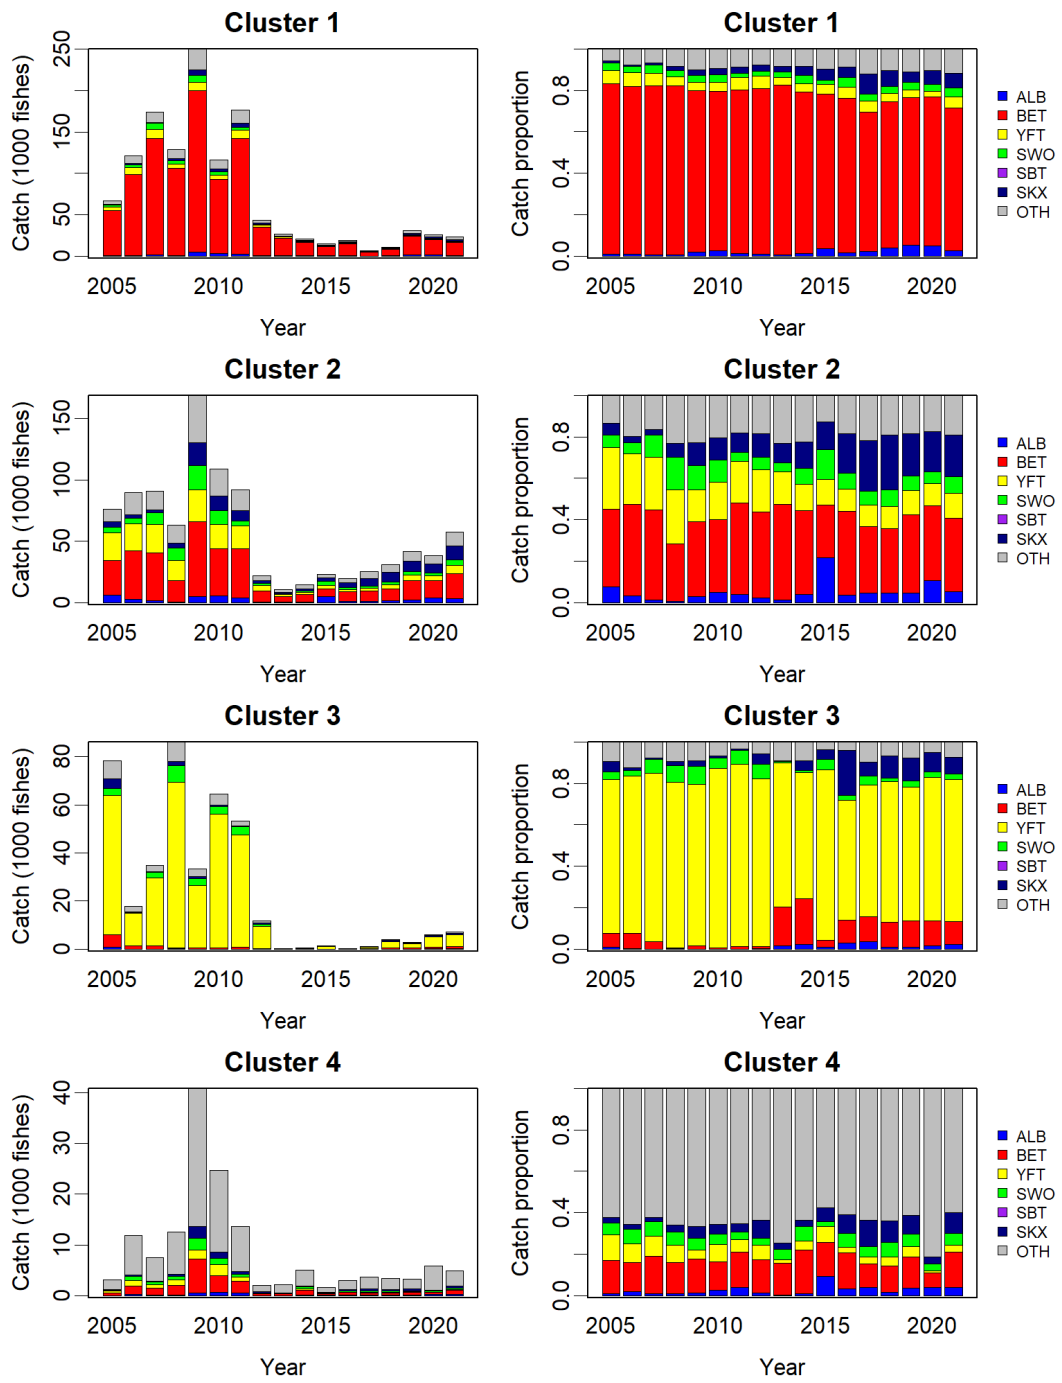 Cluster 1
Catch (1000 fishes)
250
150
50
0
2005 2010 2015 2020
Year
Cluster 1
Catch proportion
0.8
0.4
0.0
2005 2010 2015 2020
Year
ALB
BET
YFT
SWO
SBT
SKX
OTH
Cluster 2
Catch (1000 fishes)
150
100
50
0
2005 2010 2015 2020
Year
Cluster 2
Catch proportion
0.8
0.4
0.0
2005 2010 2015 2020
Year
ALB
BET
YFT
SWO
SBT
SKX
OTH
Cluster 3
Catch (1000 fishes)
80
60
40
20
0
2005 2010 2015 2020
Year
Cluster 3
Catch proportion
0.8
0.4
0.0
2005 2010 2015 2020
Year
ALB
BET
YFT
SWO
SBT
SKX
OTH
Cluster 4
Catch (1000 fishes)
40
30
20
10
0
2005 2010 2015 2020
Year
Cluster 4
Catch proportion
0.8
0.4
0.0
2005 2010 2015 2020
Year
ALB
BET
YFT
SWO
SBT
SKX
OTH